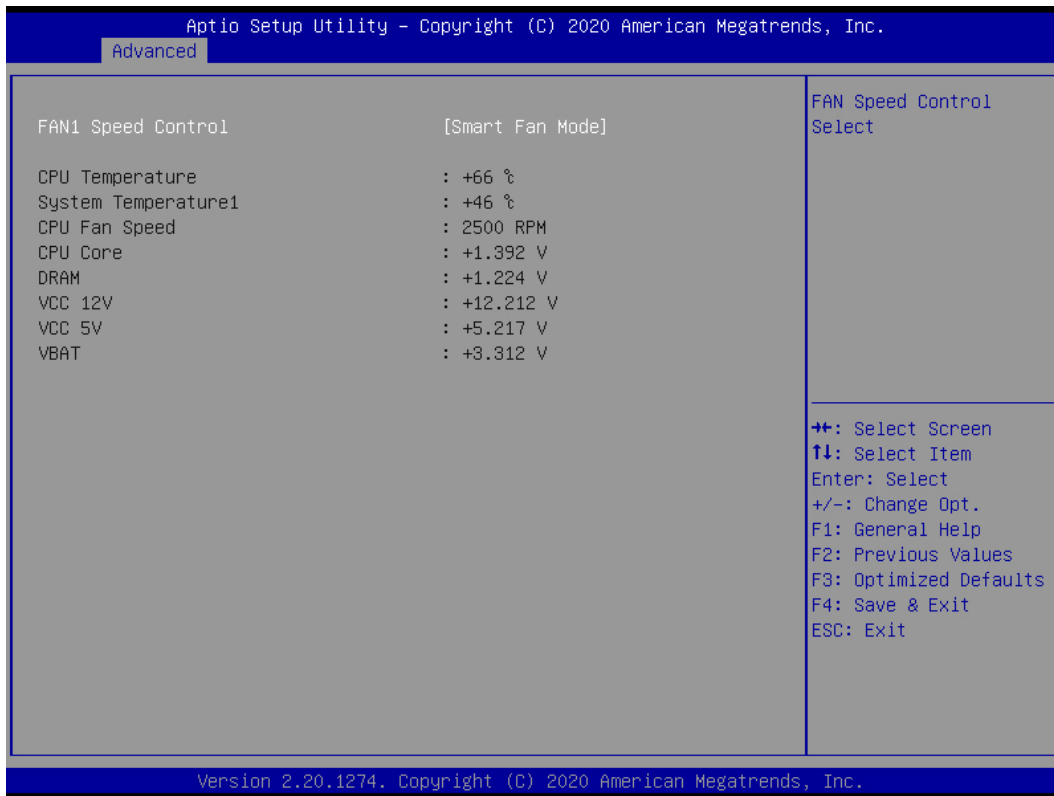 Aptio Setup Utility – Copyright (C) 2020 American Megatrends, Inc.
Advanced
FAN1 Speed Control [Smart Fan Mode]
CPU Temperature : +66 ℃
System Temperature1 : +46 ℃
CPU Fan Speed : 2500 RPM
CPU Core : +1.392 V
DRAM : +1.224 V
VCC 12V : +12.212 V
VCC 5V : +5.217 V
VBAT : +3.312 V
FAN Speed Control
Select
→←: Select Screen
↑↓: Select Item
Enter: Select
+/-: Change Opt.
F1: General Help
F2: Previous Values
F3: Optimized Defaults
F4: Save & Exit
ESC: Exit
Version 2.20.1274. Copyright (C) 2020 American Megatrends, Inc.